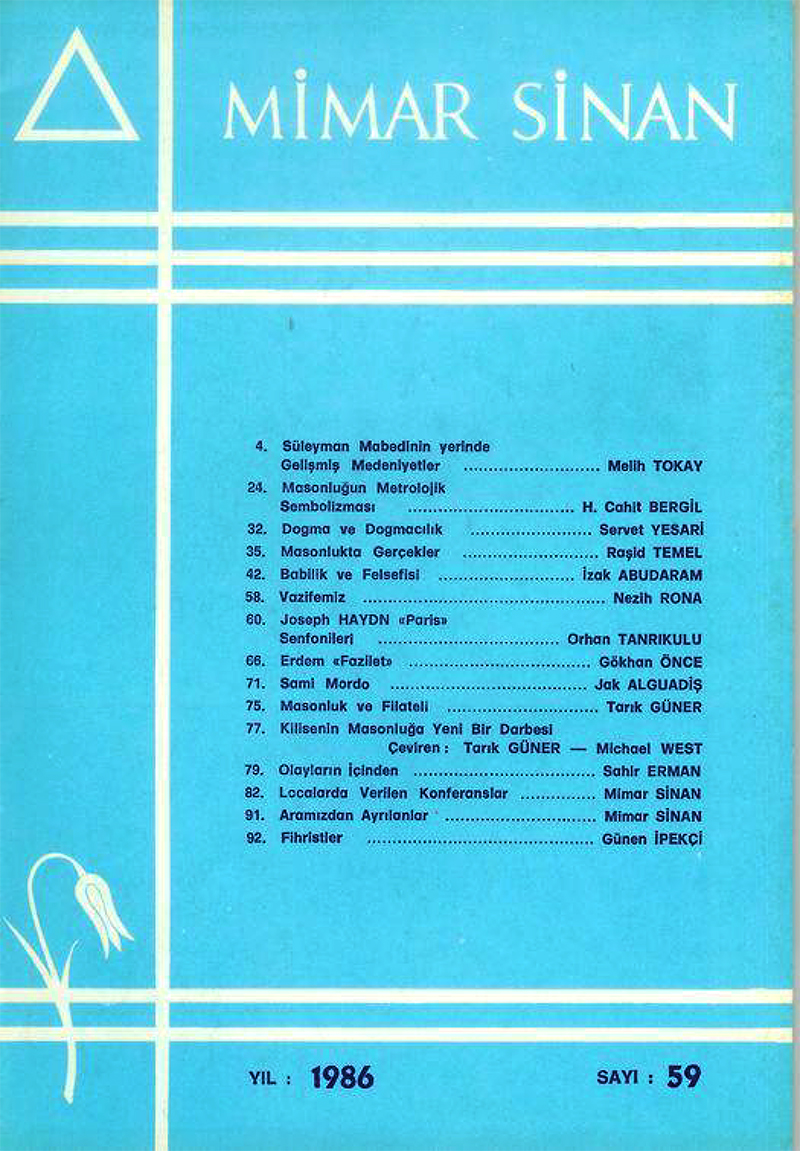 MİMAR SİNAN
4. Süleyman Mabedinin yerinde
Gelişmiş Medeniyetler ........................... Melih TOKAY
24. Masonluğun Metrolojik
Sembolizması ................................. H. Cahit BERGİL
32. Dogma ve Dogmacılık ........................ Servet YESARİ
35. Masonlukta Gerçekler ........................... Raşid TEMEL
42. Babilik ve Felsefisi ........................... İzak ABUDARAM
58. Vazifemiz ................................................ Nezih RONA
60. Joseph HAYDN «Paris»
Senfonileri .................................... Orhan TANRIKULU
66. Erdem «Fazilet» .................................... Gökhan ÖNCE
71. Sami Mordo ....................................... Jak ALGUADİŞ
75. Masonluk ve Filateli .............................. Tarık GÜNER
77. Kilisenin Masonluğa Yeni Bir Darbesi
Çeviren : Tarık GÜNER — Michael WEST
79. Olayların İçinden .................................... Sahir ERMAN
82. Localarda Verilen Konferanslar ............... Mimar SİNAN
91. Aramızdan Ayrılanlar .............................. Mimar SİNAN
92. Fihristler ............................................. Günen İPEKÇİ
YIL : 1986 SAYI : 59